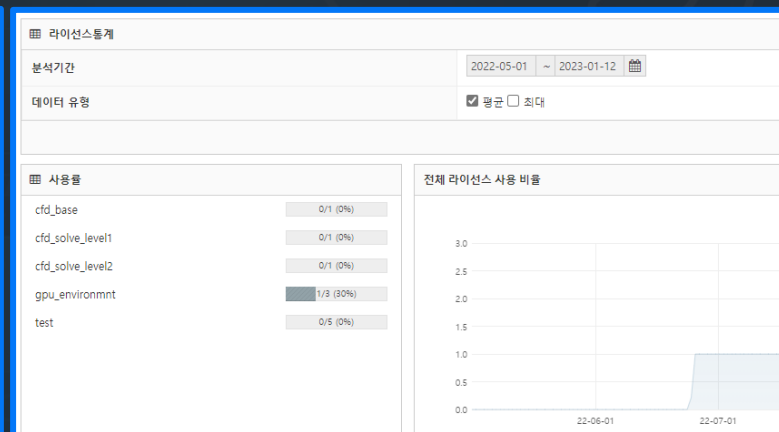 라이선스통계
분석기간 2022-05-01 ~ 2023-01-12
데이터 유형 평균 최대
사용율
cfd_base 0/1 (0%)
cfd_solve_level1 0/1 (0%)
cfd_solve_level2 0/1 (0%)
gpu_environmnt 1/3 (30%)
test 0/5 (0%)
전체 라이선스 사용 비율
3.0
2.5
2.0
1.5
1.0
0.5
0.0
22-06-01 22-07-01